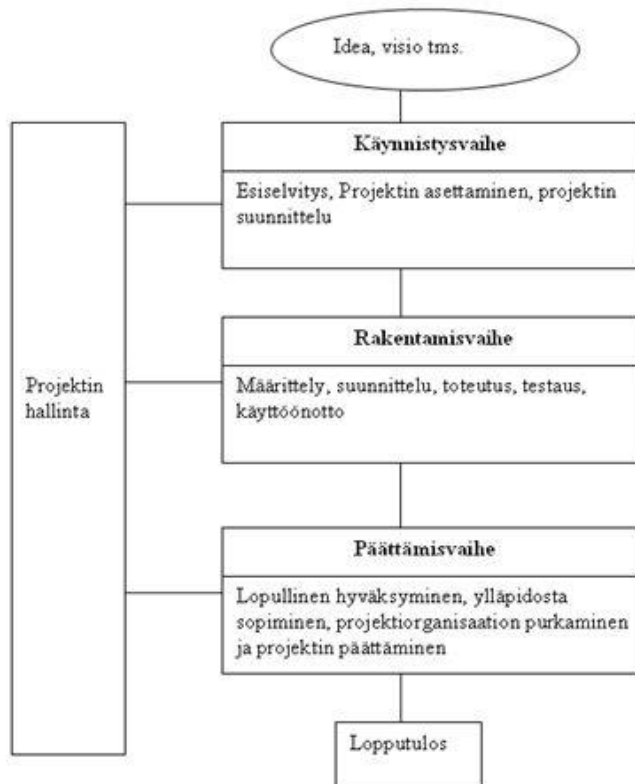 Idea, visio tms.
Käynnistysvaihe
Esiselvitys, Projektin asettaminen, projektin
suunnittelu
Rakentamisvaihe
Projektin
hallinta
Määrittely, suunnittelu, toteutus, testaus,
käyttöönotto
Päättämisvaihe
Lopullinen hyväksyminen, ylläpidosta
sopiminen, projektiorganisaation purkaminen
ja projektin päättäminen
Lopputulos